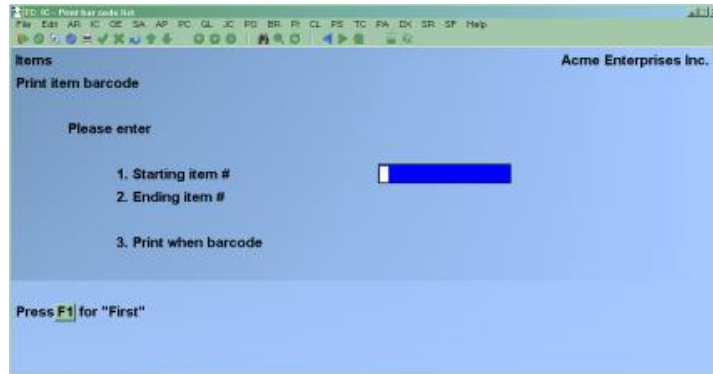 TC: IC - Print bar code list
File Edit AR IC OE SA AP PC GL JC PO BR PI CL PS TC PA DX SR SF Help
Items
Acme Enterprises Inc.
Print item barcode
Please enter
1. Starting item #
2. Ending item #
3. Print when barcode
Press F1 for "First"